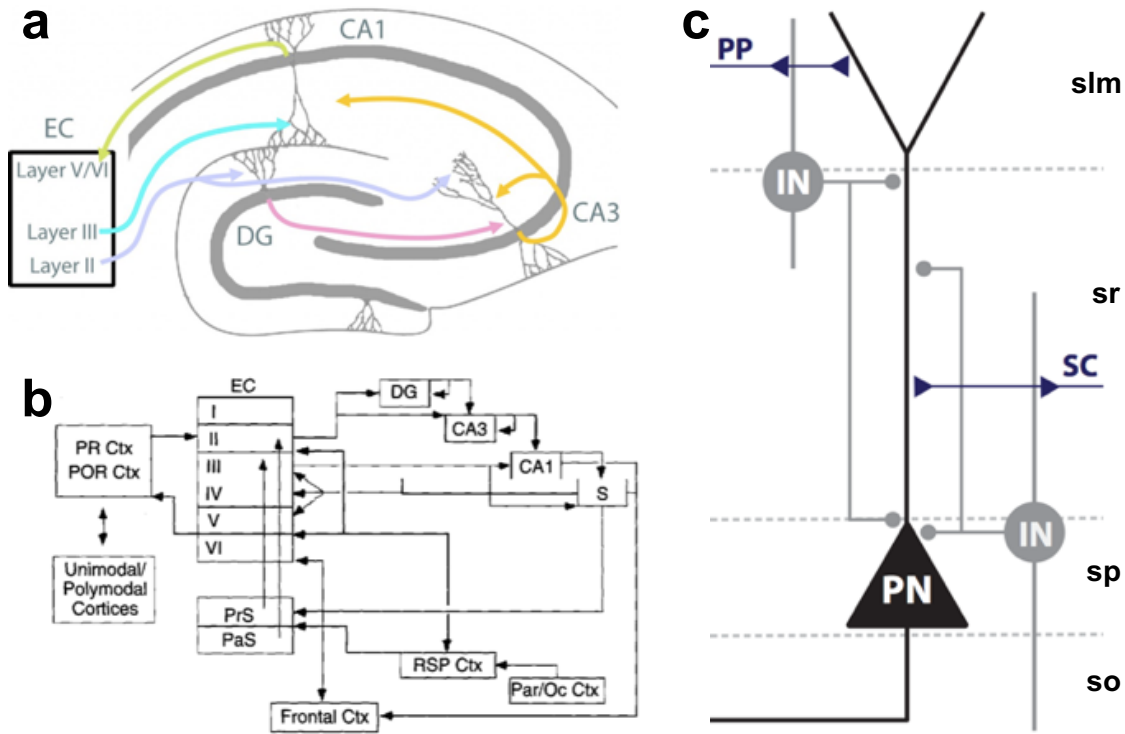 a
CA1
EC
Layer V/VI
Layer III
Layer II
DG
CA3
b
EC
I
II
III
IV
V
VI
PR Ctx
POR Ctx
Unimodal/
Polymodal
Cortices
PrS
PaS
DG
CA3
CA1
S
RSP Ctx
Par/Oc Ctx
Frontal Ctx
c
PP
slm
IN
sr
SC
IN
sp
PN
so